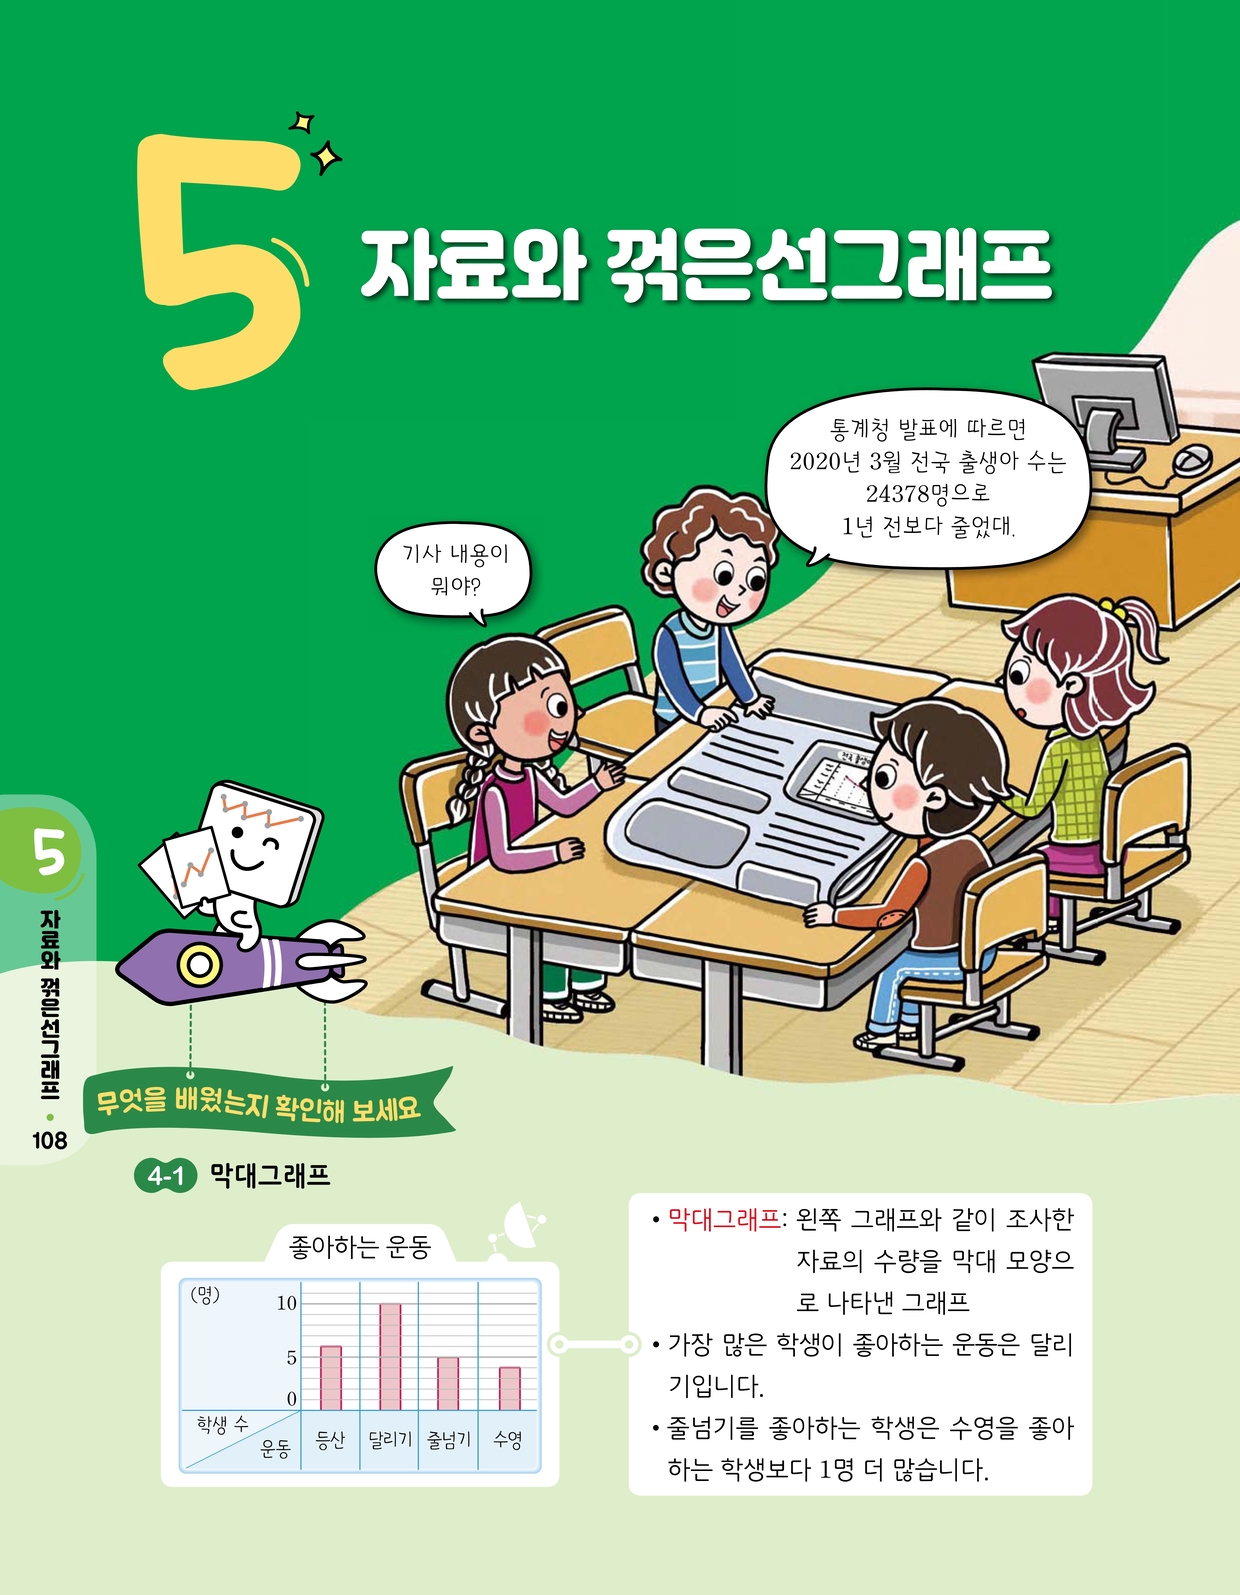 5
자료와 꺾은선그래프
통계청 발표에 따르면
2020년 3월 전국 출생아 수는
24378명으로
1년 전보다 줄었대.
기사 내용이
뭐야?
5
자료와 꺾은선그래프
108
무엇을 배웠는지 확인해 보세요
4-1 막대그래프
좋아하는 운동
(명)
10
5
0
학생 수
운동
등산 달리기 줄넘기 수영
• 막대그래프: 왼쪽 그래프와 같이 조사한
자료의 수량을 막대 모양으
로 나타낸 그래프
• 가장 많은 학생이 좋아하는 운동은 달리
기입니다.
• 줄넘기를 좋아하는 학생은 수영을 좋아
하는 학생보다 1명 더 많습니다.